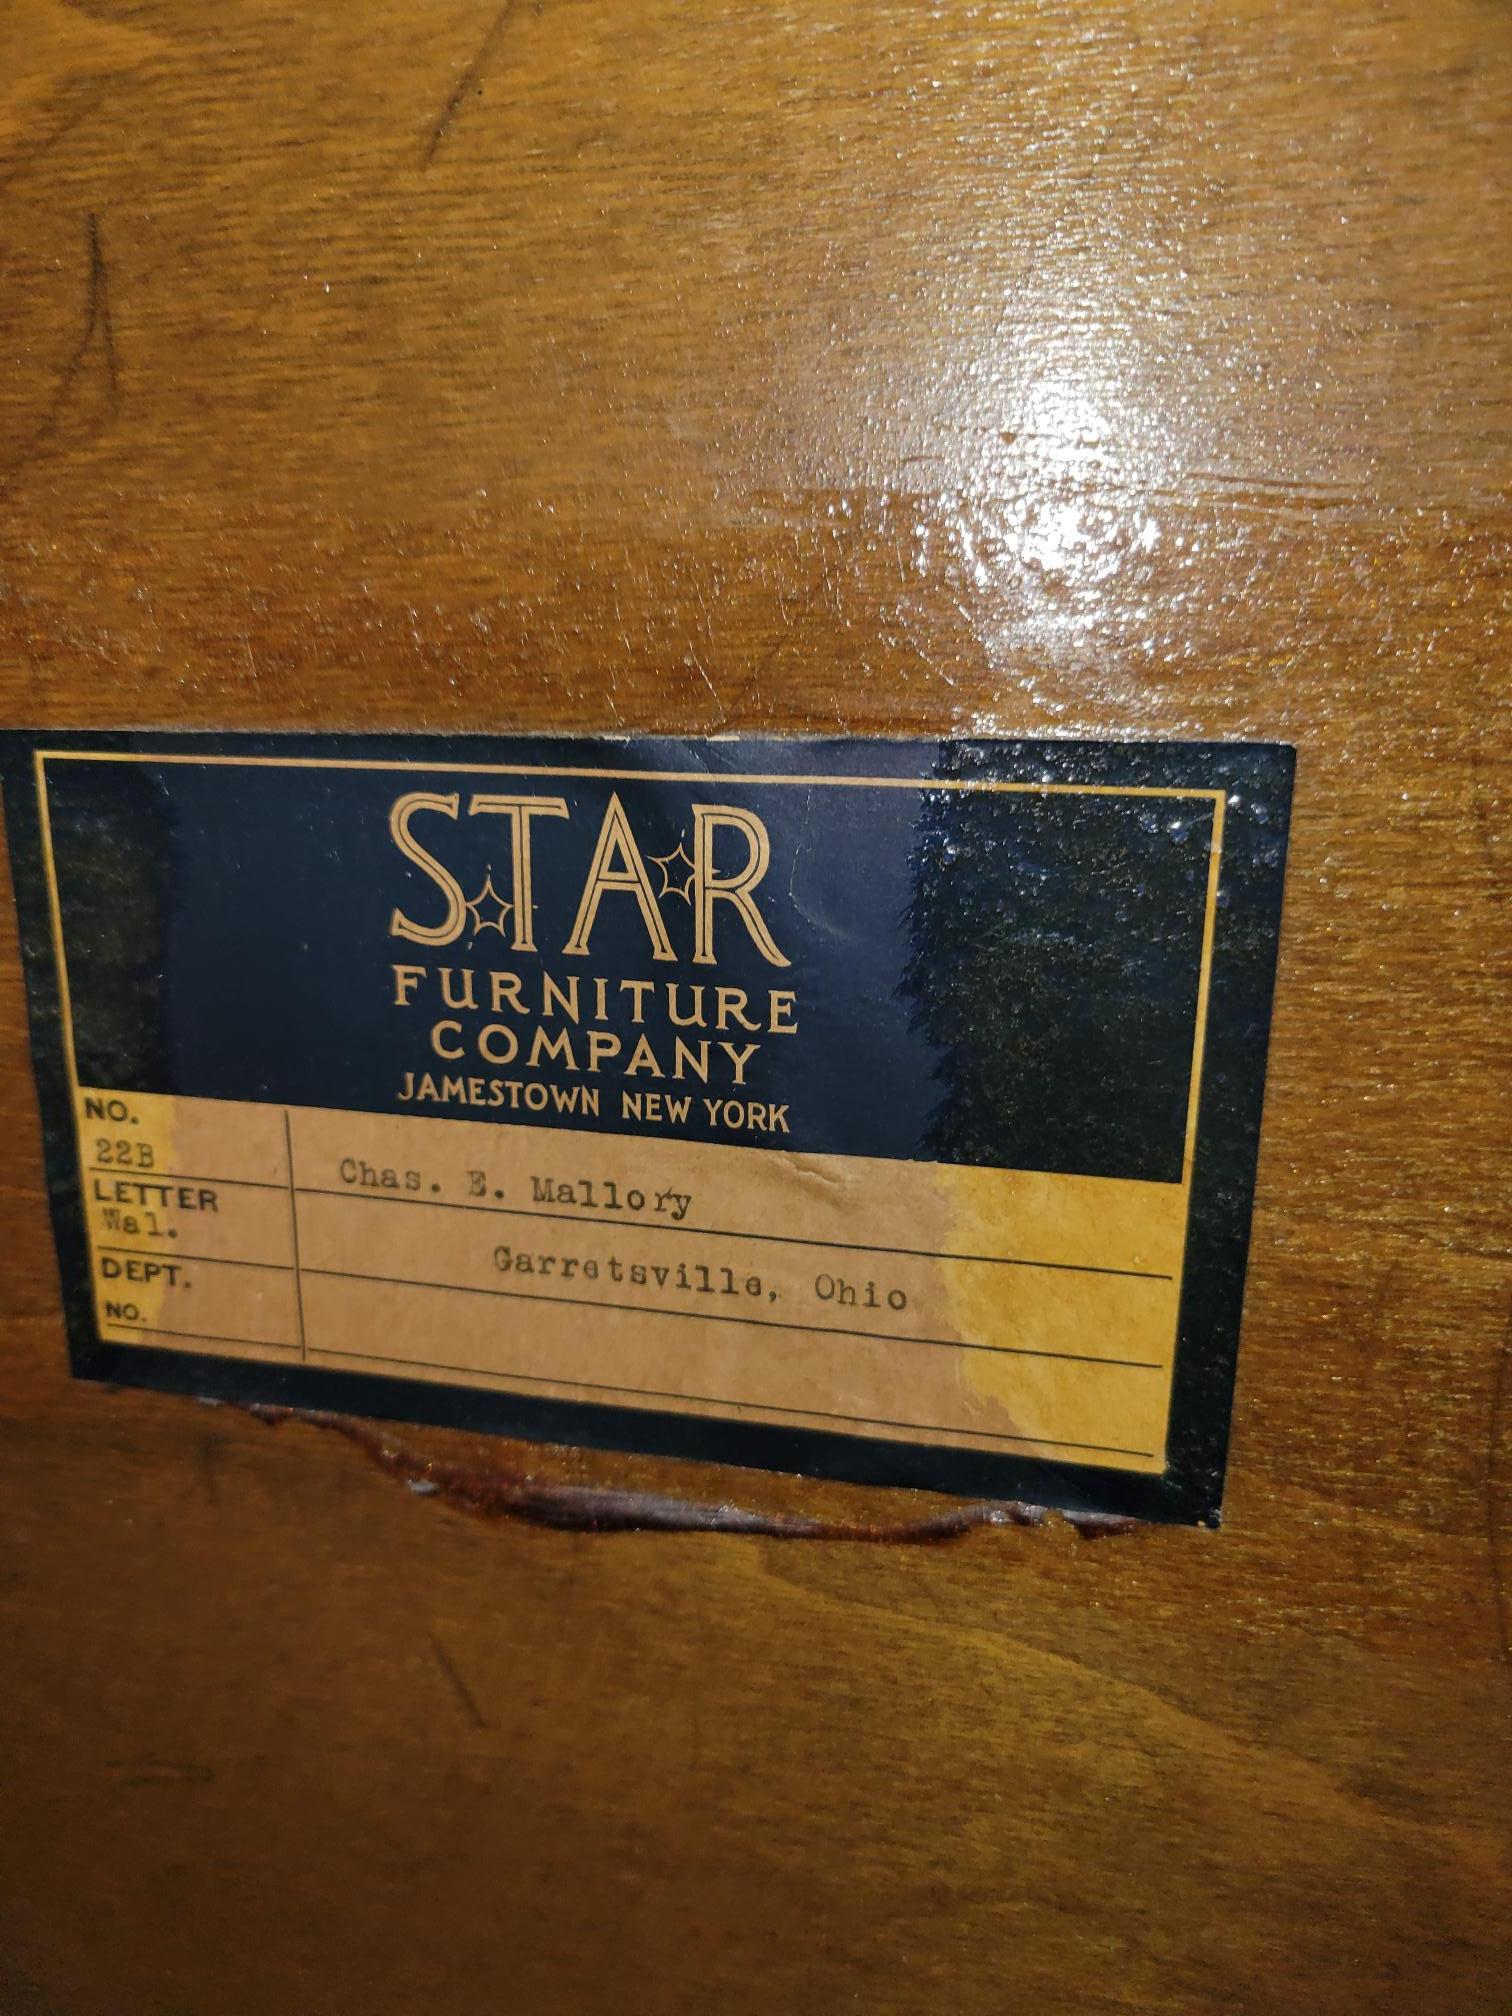 STAR
FURNITURE
COMPANY
JAMESTOWN NEW YORK
NO.
22B
Chas. E. Mallory
LETTER
Wal.
Garretsville, Ohio
DEPT.
NO.